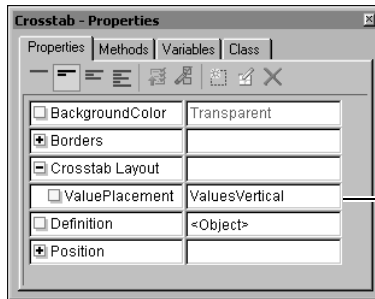 Crosstab - Properties
Properties Methods Variables Class
BackgroundColor Transparent
Borders
Crosstab Layout
ValuePlacement ValuesVertical
Definition <Object>
Position